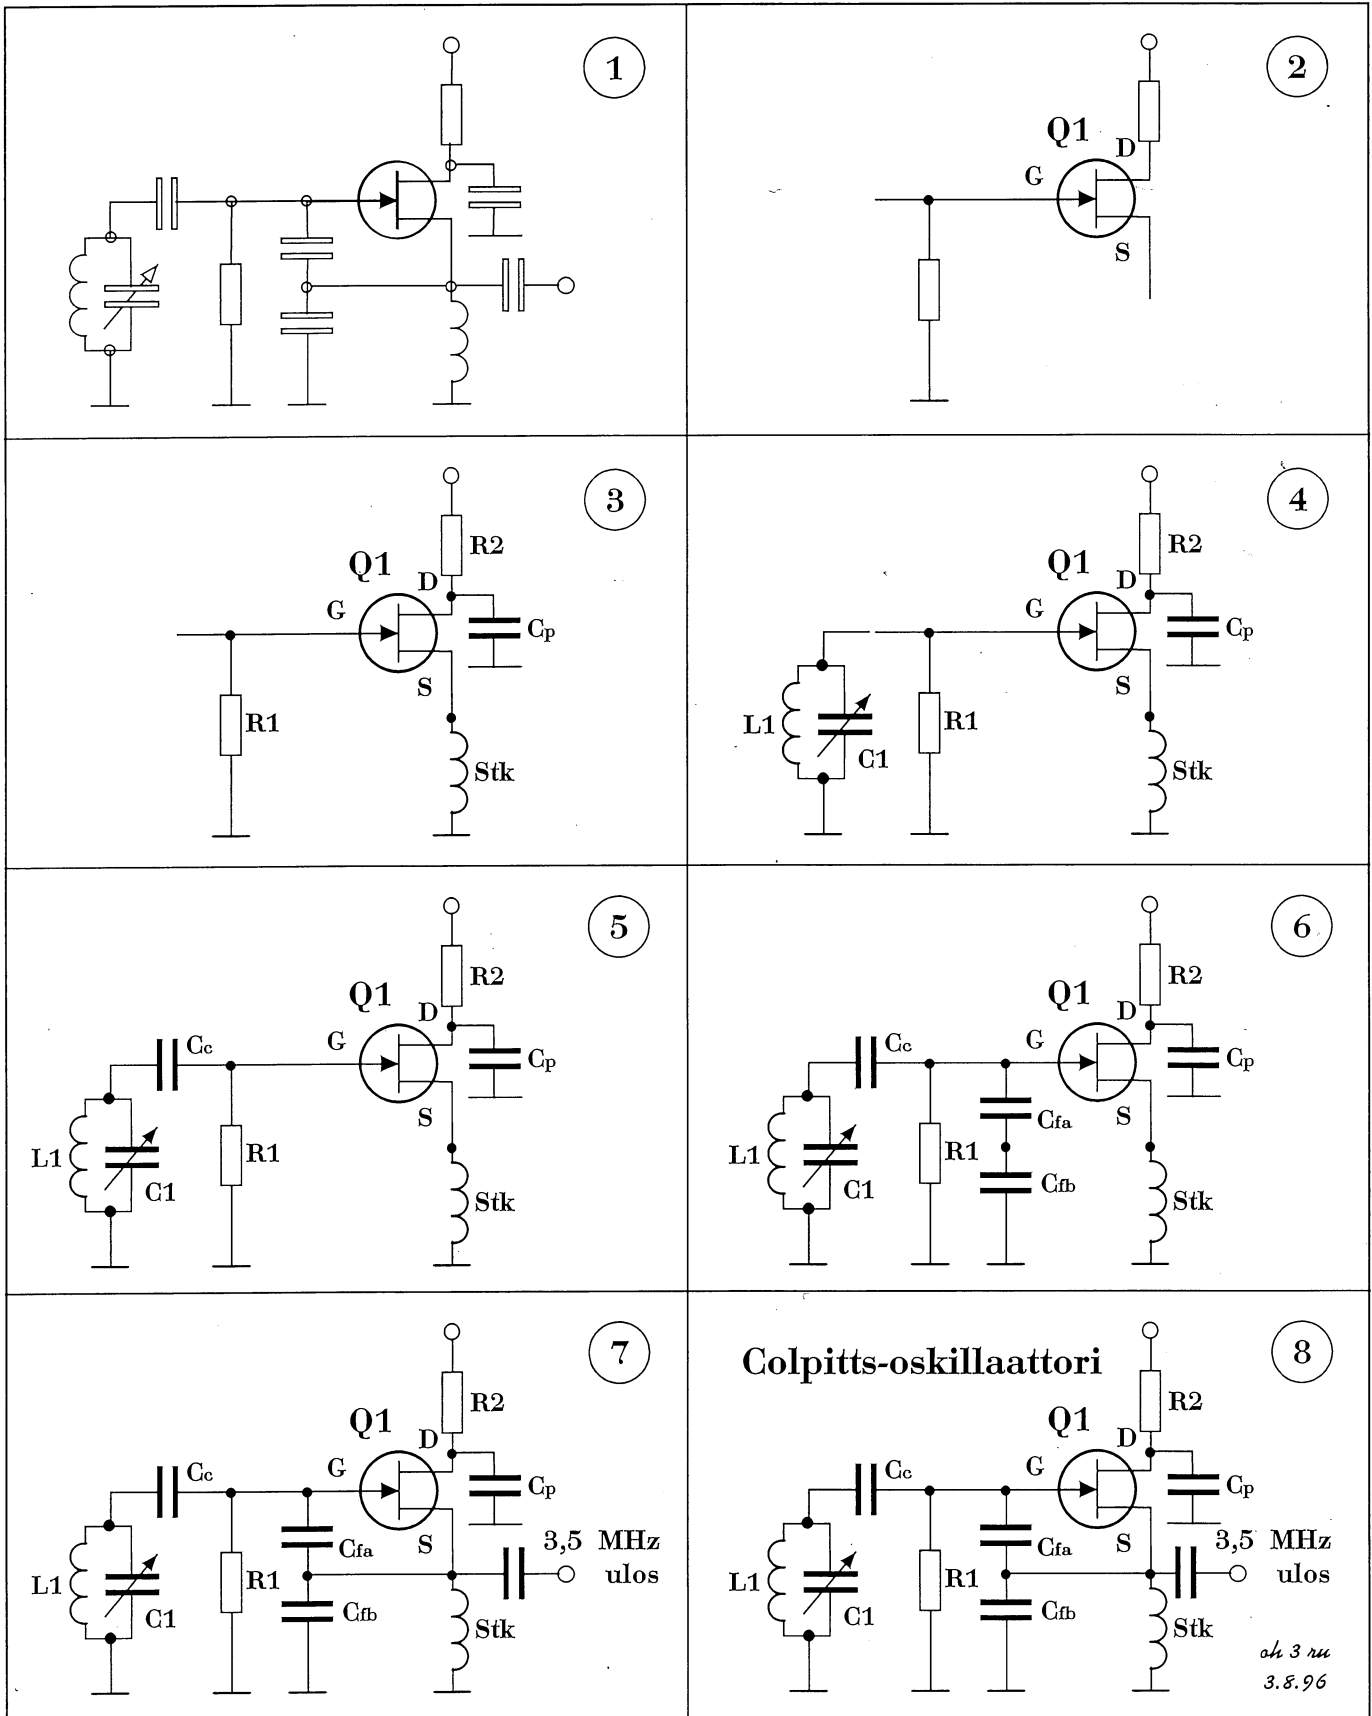 1
2
Q1
D
G
S
3
R2
Q1
D
G
Cp
S
R1
Stk
4
R2
Q1
D
G
Cp
S
L1
R1
C1
Stk
5
R2
Q1
D
Cc
G
Cp
S
L1
R1
C1
Stk
6
R2
Q1
D
Cc
G
Cp
Cfa
S
L1
R1
C1
Cfb
Stk
7
R2
Q1
D
Cc
G
Cp
Cfa
S
3,5 MHz
ulos
L1
R1
C1
Cfb
Stk
Colpitts-oskillaattori
8
R2
Q1
D
Cc
G
Cp
Cfa
S
3,5 MHz
ulos
L1
R1
C1
Cfb
Stk
oh 3 ru
3.8.96